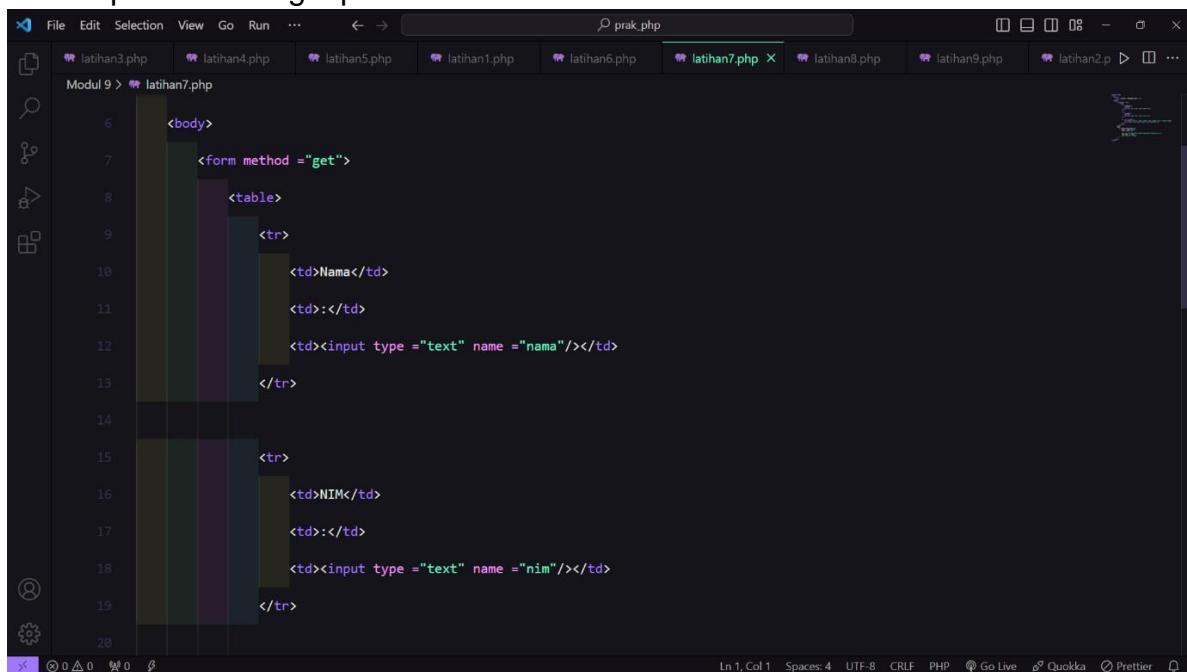 File Edit Selection View Go Run ··· prak_php
latihan3.php latihan4.php latihan5.php latihan1.php latihan6.php latihan7.php latihan8.php latihan9.php latihan2.p
Modul 9 > latihan7.php
6 <body>
7 <form method ="get">
8 <table>
9 <tr>
10 <td>Nama</td>
11 <td>:</td>
12 <td><input type ="text" name ="nama"/></td>
13 </tr>
14
15 <tr>
16 <td>NIM</td>
17 <td>:</td>
18 <td><input type ="text" name ="nim"/></td>
19 </tr>
20
0 0 0 Ln 1, Col 1 Spaces: 4 UTF-8 CRLF PHP Go Live Quokka Prettier